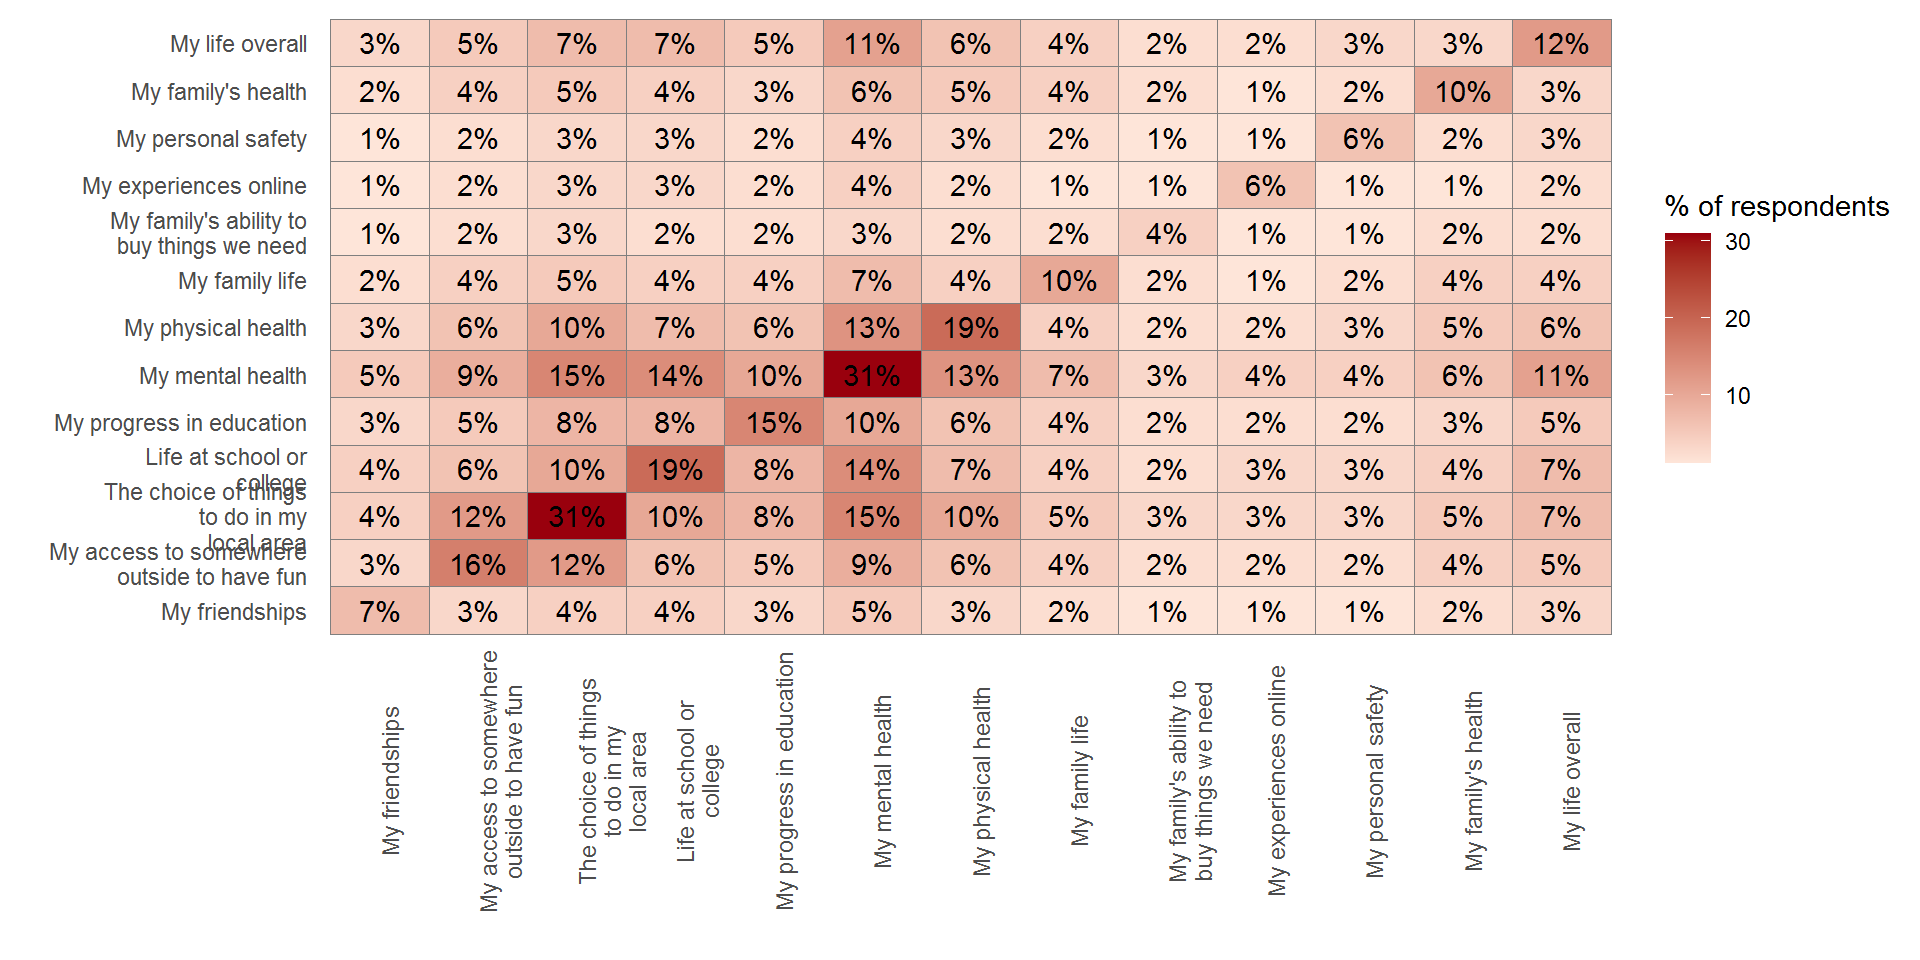 My life overall 3% 5% 7% 7% 5% 11% 6% 4% 2% 2% 3% 3% 12%
My family's health 2% 4% 5% 4% 3% 6% 5% 4% 2% 1% 2% 10% 3%
My personal safety 1% 2% 3% 3% 2% 4% 3% 2% 1% 1% 6% 2% 3%
My experiences online 1% 2% 3% 3% 2% 4% 2% 1% 1% 6% 1% 1% 2%
My family's ability to
buy things we need 1% 2% 3% 2% 2% 3% 2% 2% 4% 1% 1% 2% 2%
My family life 2% 4% 5% 4% 4% 7% 4% 10% 2% 1% 2% 4% 4%
My physical health 3% 6% 10% 7% 6% 13% 19% 4% 2% 2% 3% 5% 6%
My mental health 5% 9% 15% 14% 10% 31% 13% 7% 3% 4% 4% 6% 11%
My progress in education 3% 5% 8% 8% 15% 10% 6% 4% 2% 2% 2% 3% 5%
Life at school or
college 4% 6% 10% 19% 8% 14% 7% 4% 2% 3% 3% 4% 7%
The choice of things
to do in my
local area 4% 12% 31% 10% 8% 15% 10% 5% 3% 3% 3% 5% 7%
My access to somewhere
outside to have fun 3% 16% 12% 6% 5% 9% 6% 4% 2% 2% 2% 4% 5%
My friendships 7% 3% 4% 4% 3% 5% 3% 2% 1% 1% 1% 2% 3%
My friendships
My access to somewhere
outside to have fun
The choice of things
to do in my
local area
Life at school or
college
My progress in education
My mental health
My physical health
My family life
My family's ability to
buy things we need
My experiences online
My personal safety
My family's health
My life overall
% of respondents
30
20
10